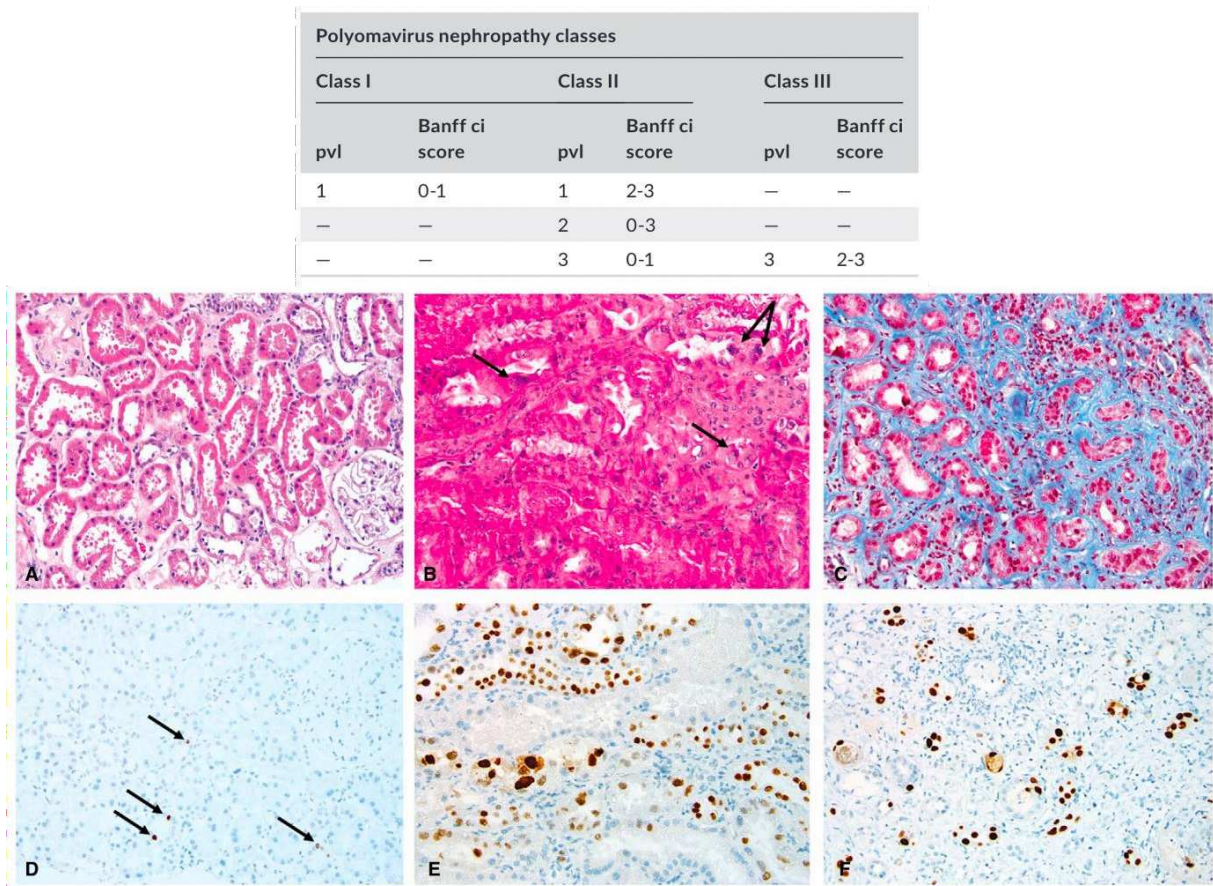 Polyomavirus nephropathy classes
Class I Class II Class III
pvl Banff ci score pvl Banff ci score pvl Banff ci score
1 0-1 1 2-3 — —
— — 2 0-3 — —
— — 3 0-1 3 2-3
A B C
D E F